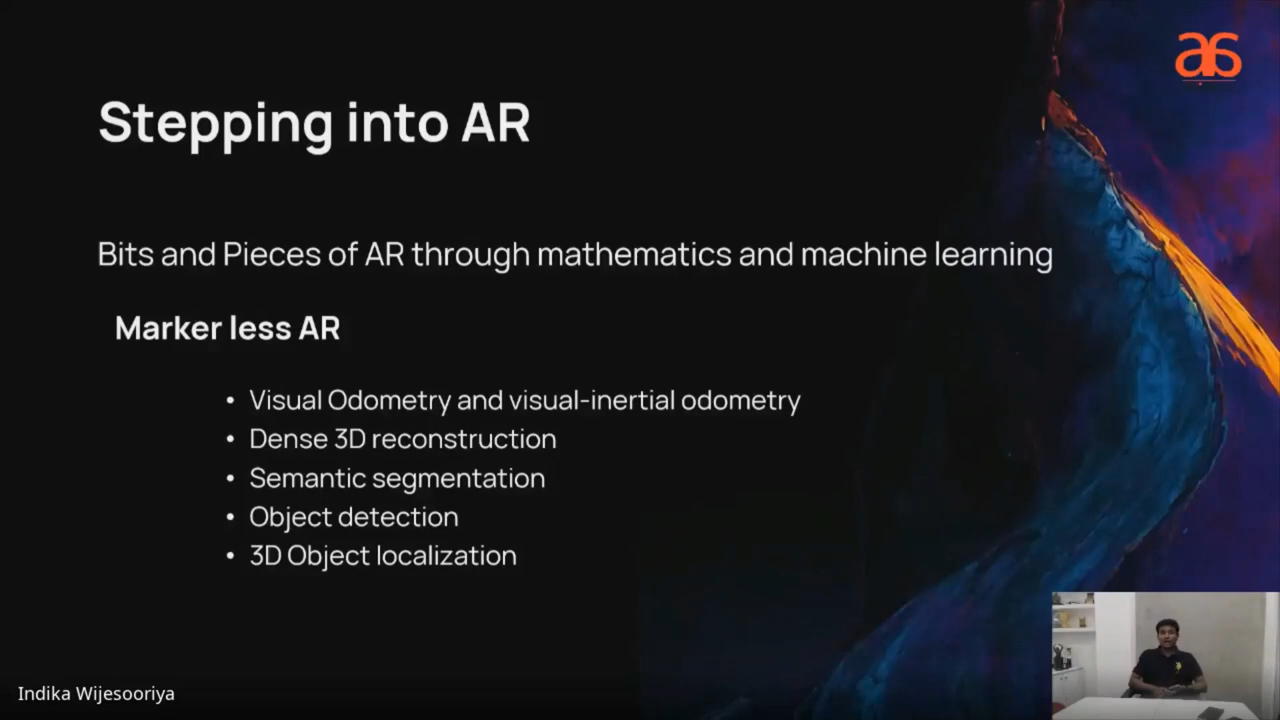 Stepping into AR
Bits and Pieces of AR through mathematics and machine learning
Marker less AR
• Visual Odometry and visual-inertial odometry
• Dense 3D reconstruction
• Semantic segmentation
• Object detection
• 3D Object localization
Indika Wijesooriya